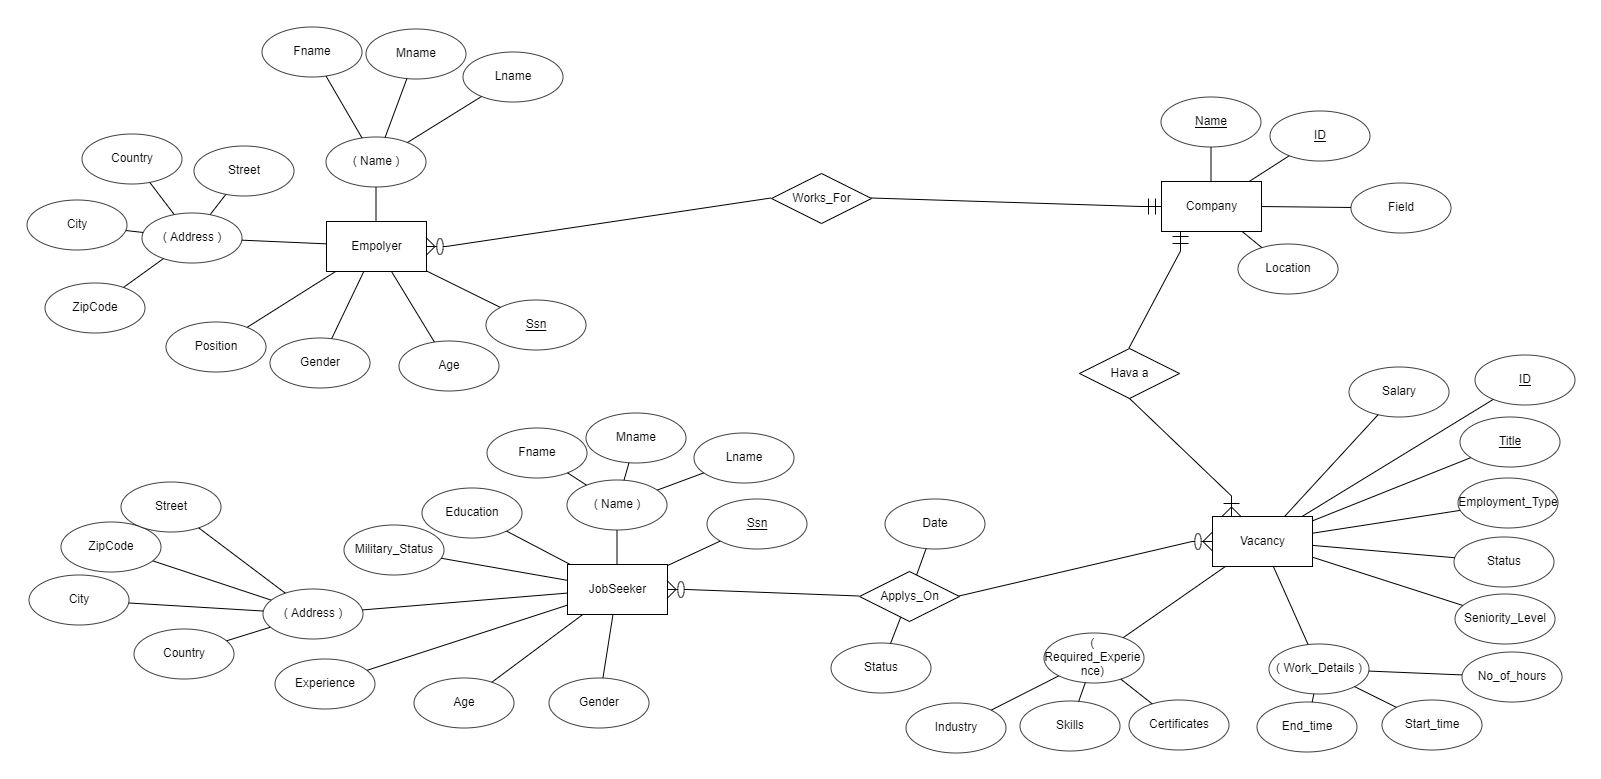 Fname
Mname
Lname
( Name )
Country
Street
City
( Address )
ZipCode
Empolyer
Position
Gender
Age
Ssn
Works_For
Name
ID
Company
Field
Location
Hava a
Salary
ID
Title
Employment_Type
Vacancy
Status
Seniority_Level
(
Required_Experie
nce)
Industry
Skills
Certificates
( Work_Details )
No_of_hours
Start_time
End_time
Date
Applys_On
Status
Fname
Mname
Lname
( Name )
Ssn
Education
Military_Status
JobSeeker
Street
ZipCode
City
( Address )
Country
Experience
Age
Gender